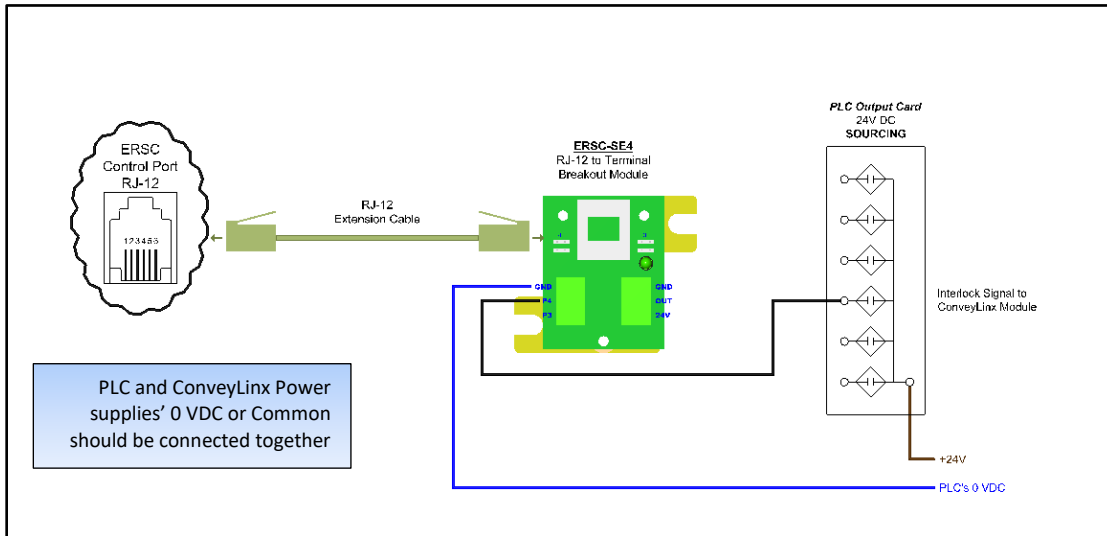 PLC Output Card
24V DC
SOURCING
ERSC
Control Port
RJ-12
123456
RJ-12
Extension Cable
ERSC-SE4
RJ-12 to Terminal
Breakout Module
4
3
GND
P4
P3
GND
OUT
24V
Interlock Signal to
ConveyLinx Module
PLC and ConveyLinx Power
supplies’ 0 VDC or Common
should be connected together
+24V
PLC's 0 VDC